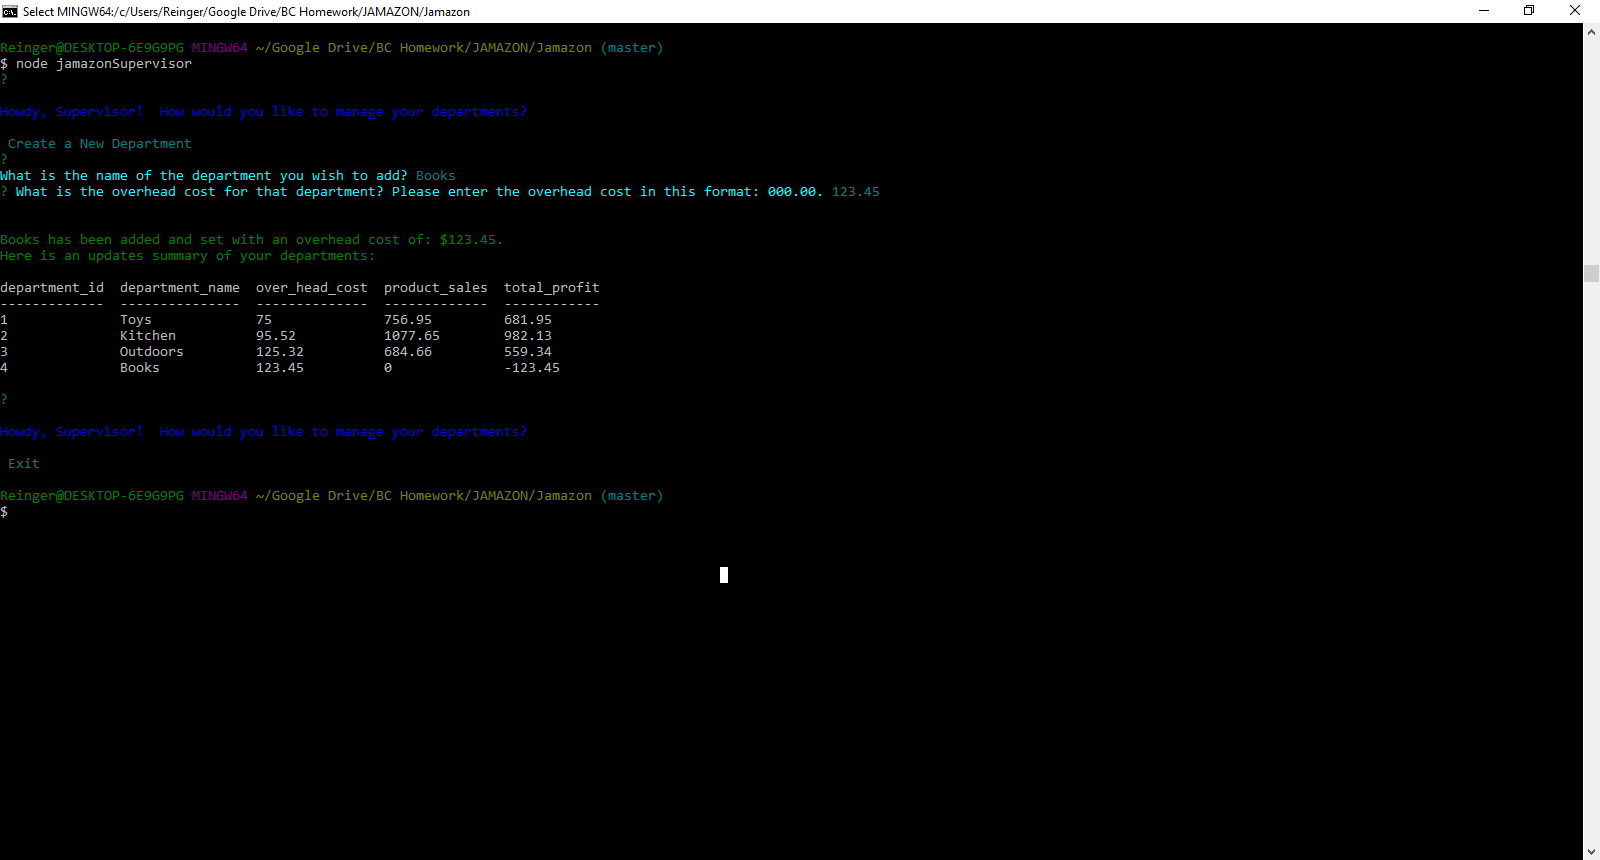 Select MINGW64:/c/Users/Reinger/Google Drive/BC Homework/JAMAZON/Jamazon
Reinger@DESKTOP-6E9G9PG MINGW64 ~/Google Drive/BC Homework/JAMAZON/Jamazon (master)
$ node jamazonSupervisor
?
Howdy, Supervisor!  How would you like to manage your departments?
Create a New Department
?
What is the name of the department you wish to add? Books
? What is the overhead cost for that department? Please enter the overhead cost in this format: 000.00. 123.45
Books has been added and set with an overhead cost of: $123.45.
Here is an updates summary of your departments:
department_id  department_name  over_head_cost  product_sales  total_profit
-------------  ---------------  --------------  -------------  ------------
1              Toys             75              756.95         681.95
2              Kitchen          95.52           1077.65        982.13
3              Outdoors         125.32          684.66         559.34
4              Books            123.45          0              -123.45
?
Howdy, Supervisor!  How would you like to manage your departments?
Exit
Reinger@DESKTOP-6E9G9PG MINGW64 ~/Google Drive/BC Homework/JAMAZON/Jamazon (master)
$